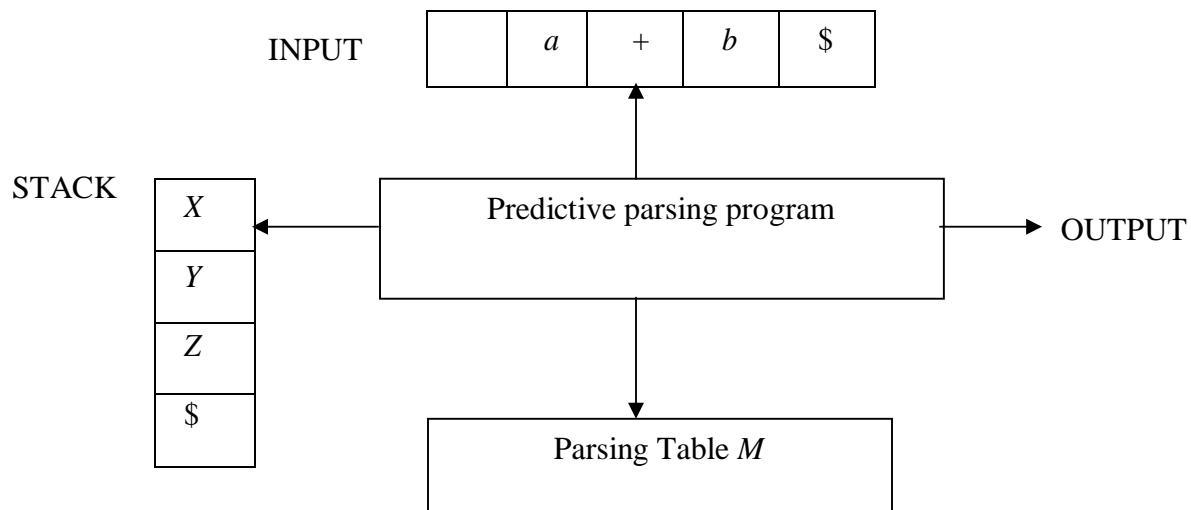 INPUT a + b $
STACK
X
Y
Z
$
Predictive parsing program
OUTPUT
Parsing Table M